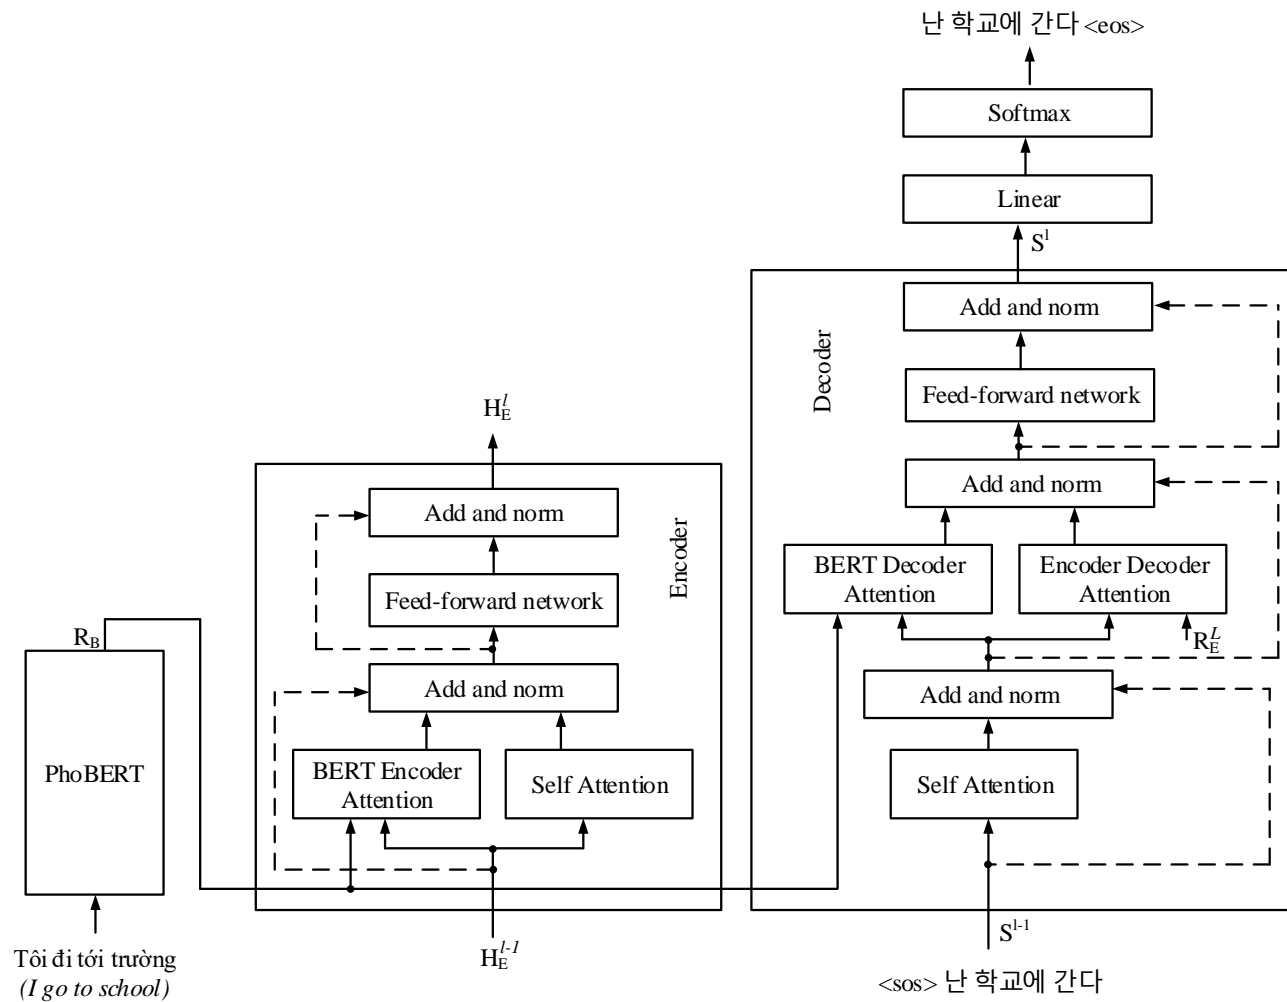 난 학교에 간다 <eos>
Softmax
Linear
S^l
Decoder
Add and norm
Feed-forward network
Add and norm
BERT Decoder
Attention
Encoder Decoder
Attention
R_E^L
Add and norm
Self Attention
S^l-1
<sos> 난 학교에 간다
H_E^l
Encoder
Add and norm
Feed-forward network
Add and norm
BERT Encoder
Attention
Self Attention
H_E^l-1
R_B
PhoBERT
Tôi đi tới trường
(I go to school)